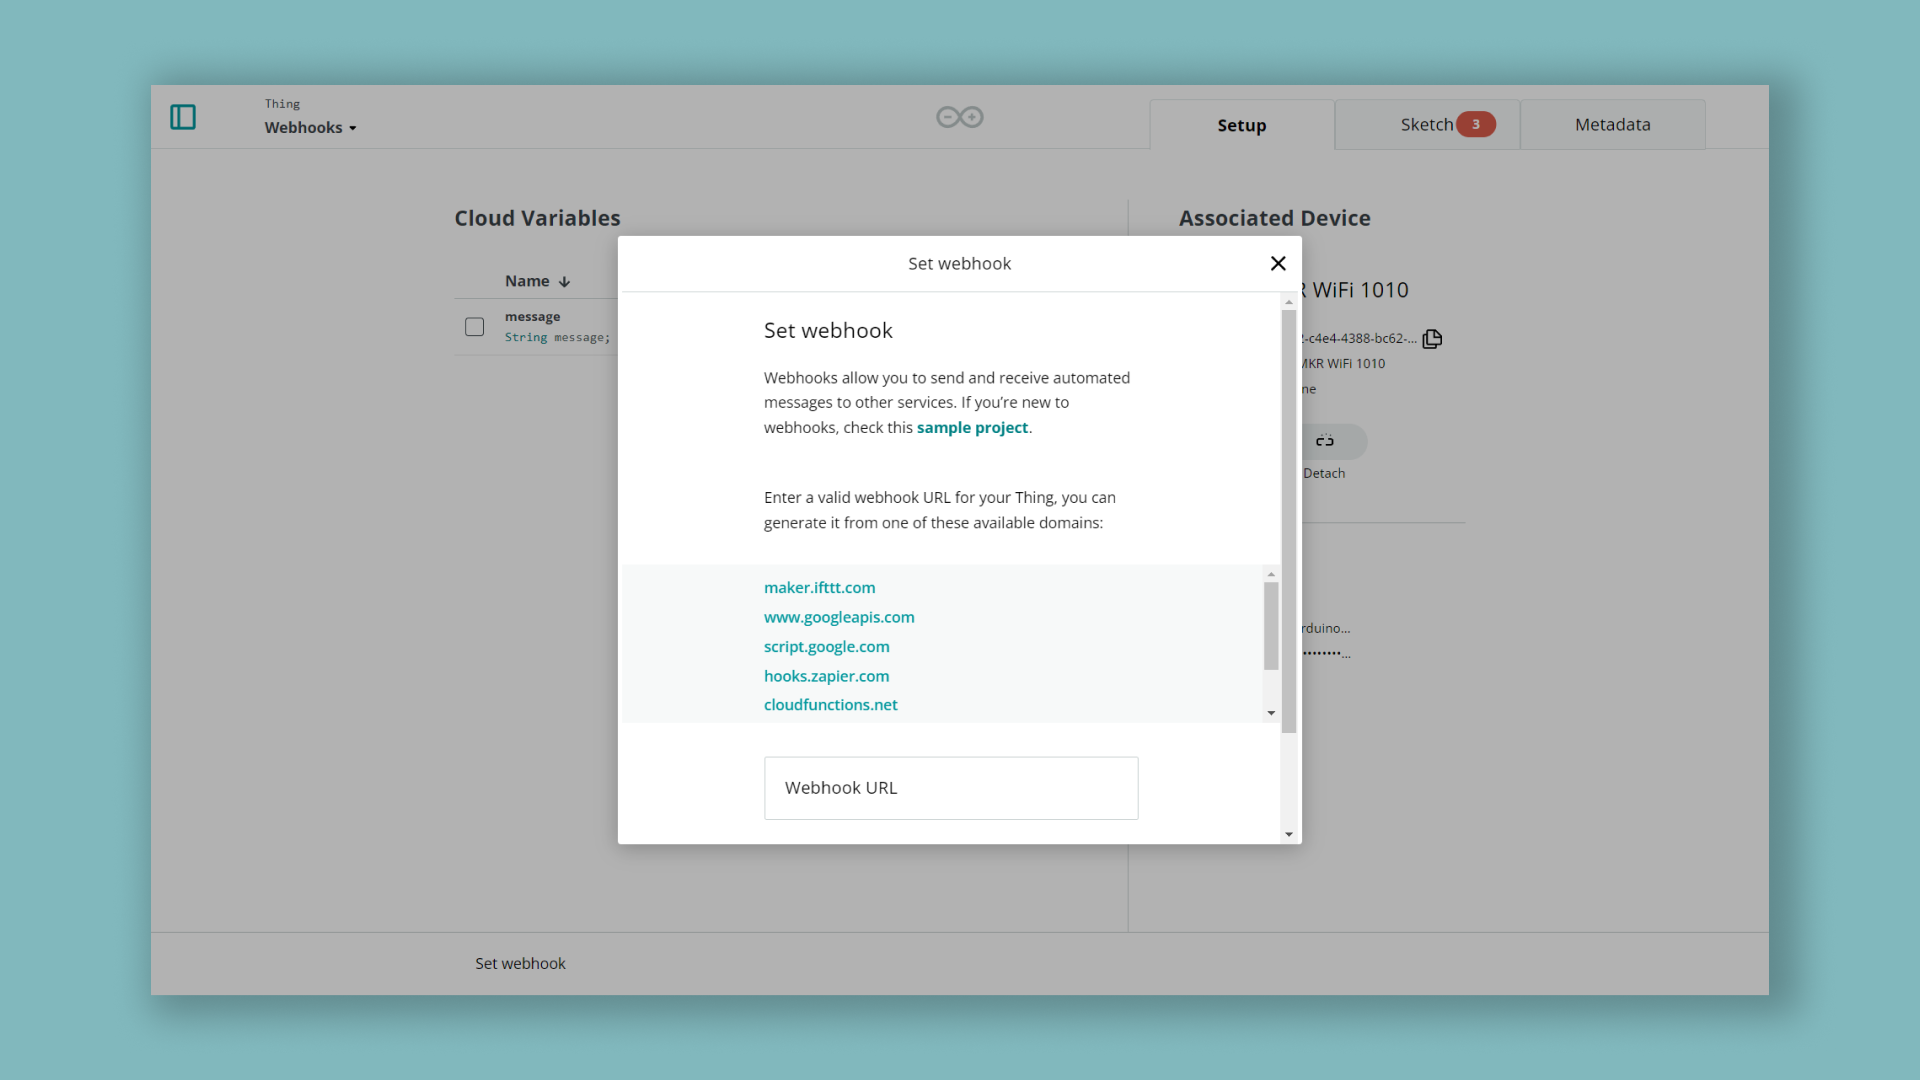 Thing
Webhooks
Setup
Sketch 3
Metadata
Cloud Variables
Associated Device
Set webhook
Name
WiFi 1010
message
String message;
Set webhook
-c4e4-4388-bc62-...
MKR WiFi 1010
Webhooks allow you to send and receive automated
messages to other services. If you're new to
webhooks, check this sample project.
Detach
Enter a valid webhook URL for your Thing, you can
generate it from one of these available domains:
maker.ifttt.com
www.googleapis.com
script.google.com
hooks.zapier.com
cloudfunctions.net
rduino...
Webhook URL
Set webhook